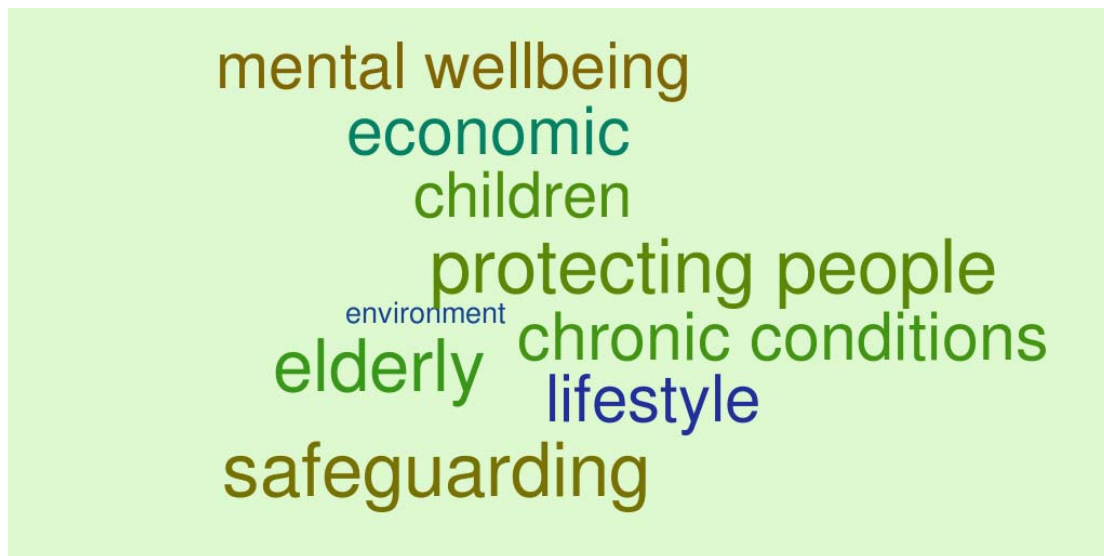 mental wellbeing
economic
children
protecting people
environment
chronic conditions
elderly
lifestyle
safeguarding